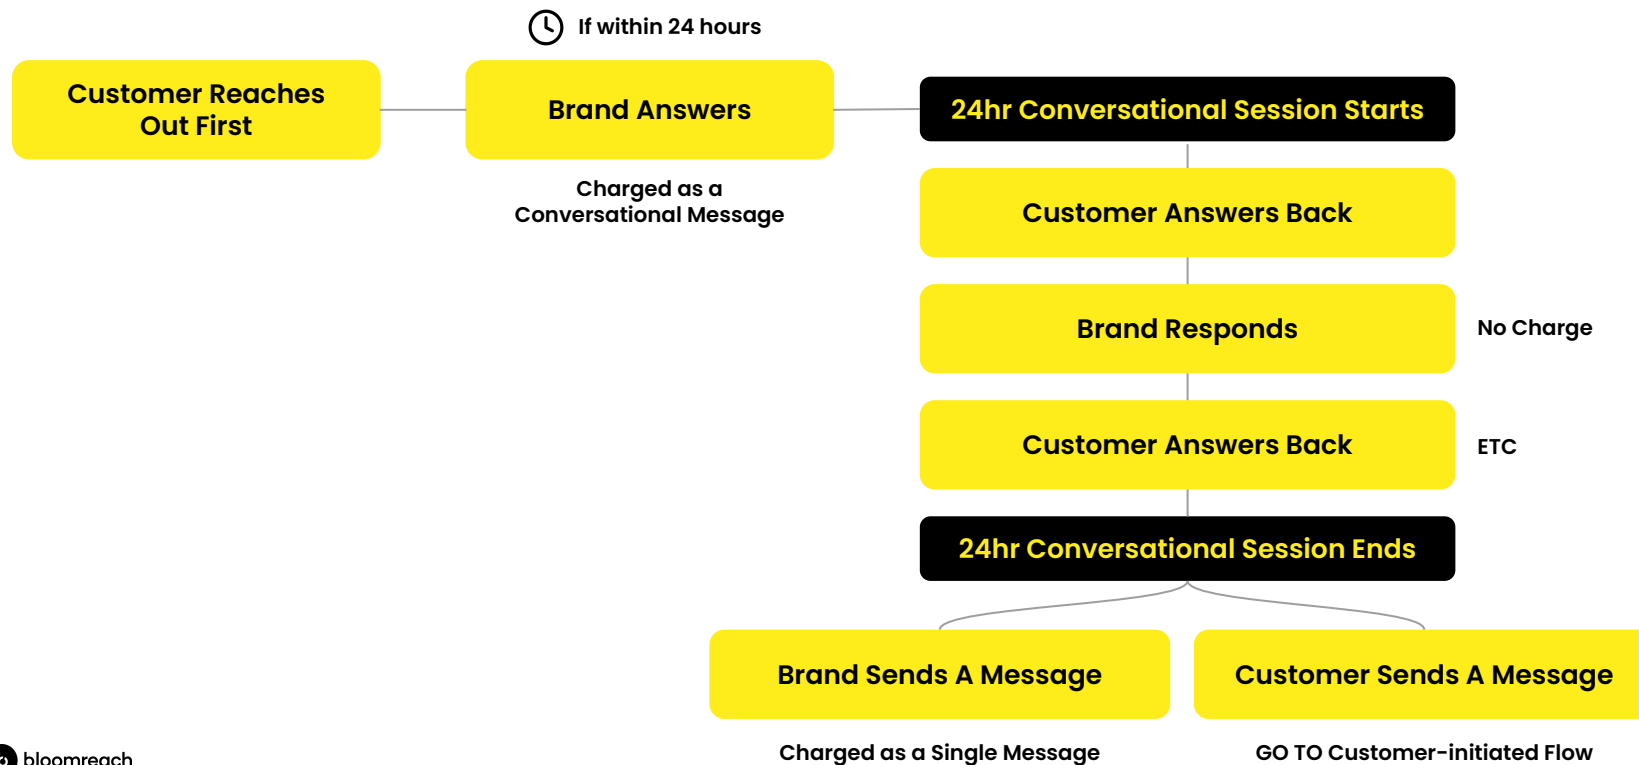 If within 24 hours
Customer Reaches
Out First
Brand Answers
24hr Conversational Session Starts
Charged as a
Conversational Message
Customer Answers Back
Brand Responds
No Charge
Customer Answers Back
ETC
24hr Conversational Session Ends
Brand Sends A Message
Customer Sends A Message
Charged as a Single Message
GO TO Customer-initiated Flow
bloomreach